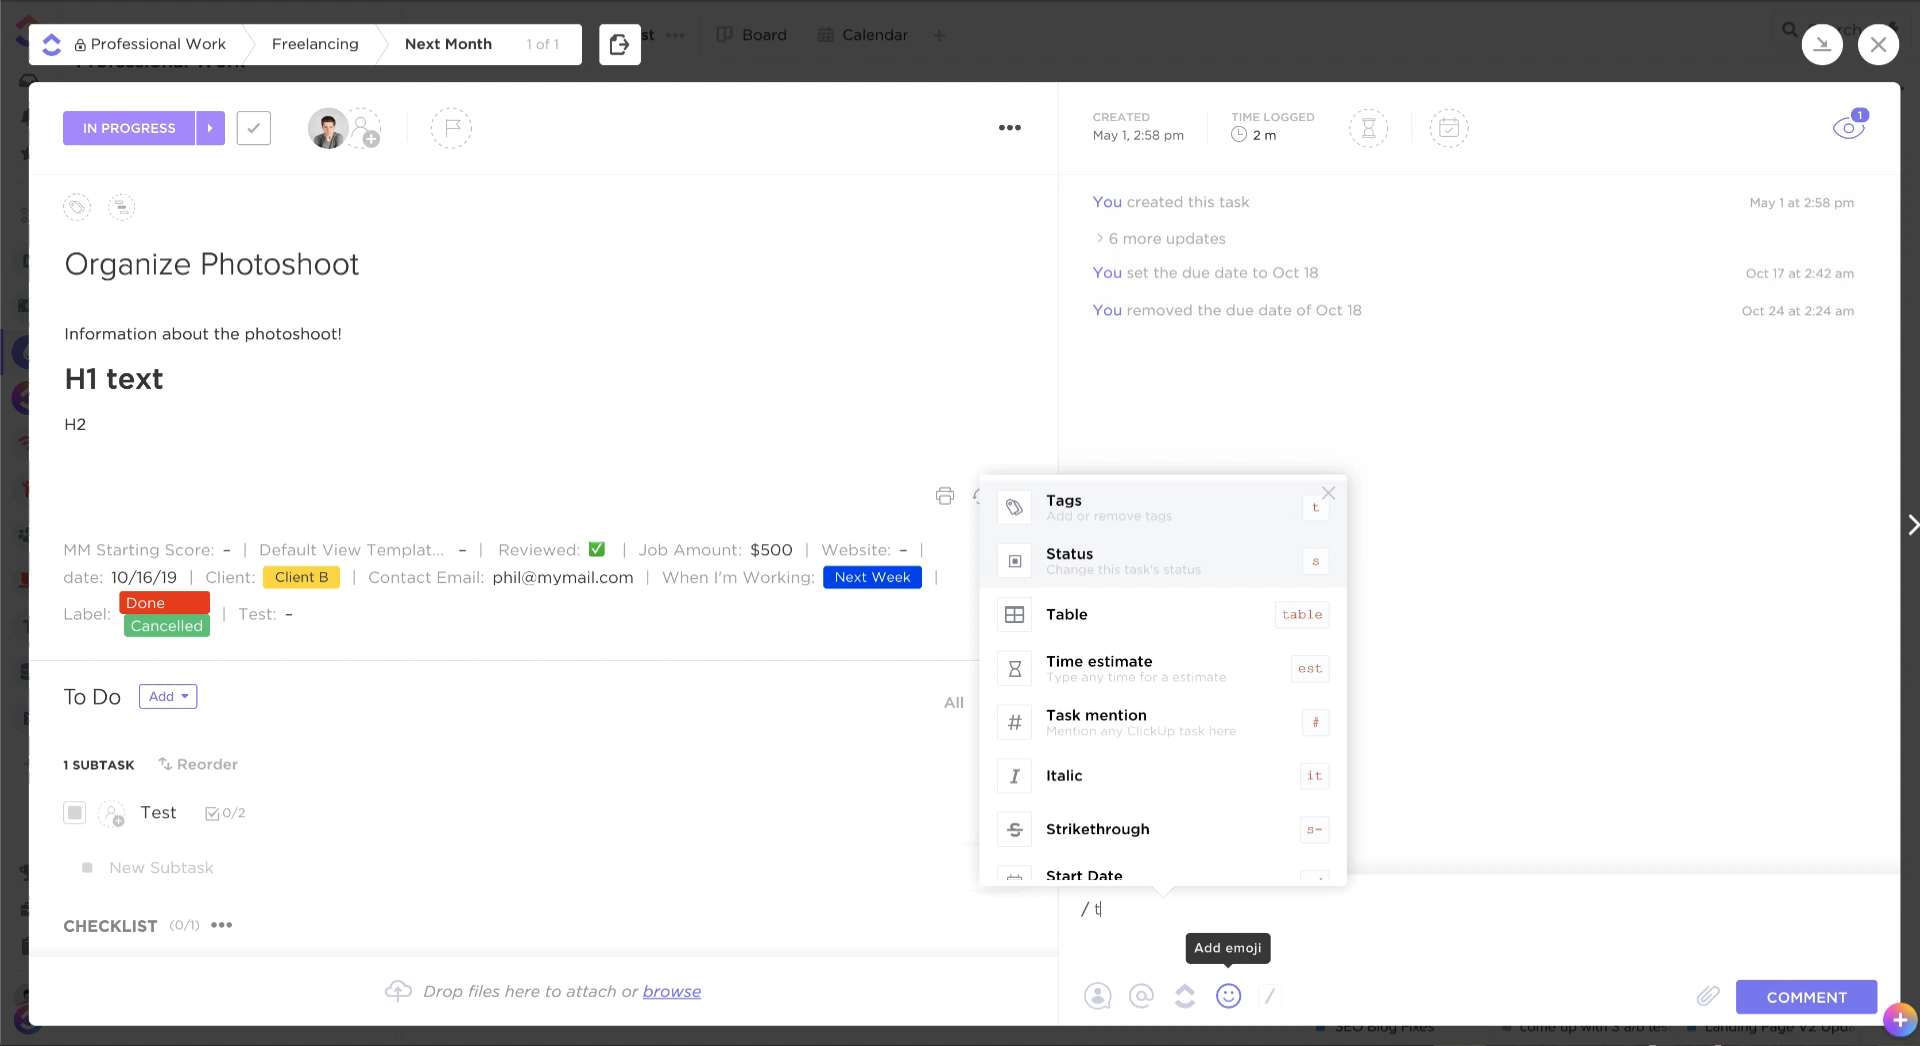 Professional Work
Freelancing
Next Month
1 of 1
Board
Calendar
IN PROGRESS
CREATED
May 1, 2:58 pm
TIME LOGGED
2 m
1
Organize Photoshoot
Information about the photoshoot!
H1 text
H2
You created this task
May 1 at 2:58 pm
6 more updates
You set the due date to Oct 18
Oct 17 at 2:42 am
You removed the due date of Oct 18
Oct 24 at 2:24 am
MM Starting Score: – | Default View Templat... – | Reviewed: ✅ | Job Amount: $500 | Website: – |
date: 10/16/19 | Client: Client B | Contact Email: phil@mymail.com | When I'm Working: Next Week |
Label: Done Cancelled | Test: –
To Do
Add
All
1 SUBTASK
Reorder
Test
0/2
New Subtask
CHECKLIST (0/1)
Drop files here to attach or browse
Tags
Add or remove tags
t
Status
Change this task's status
s
Table
table
Time estimate
Type any time for a estimate
est
Task mention
Mention any ClickUp task here
#
Italic
it
Strikethrough
s-
Start Date
/ t
Add emoji
/
COMMENT
SEO Blog Fixes